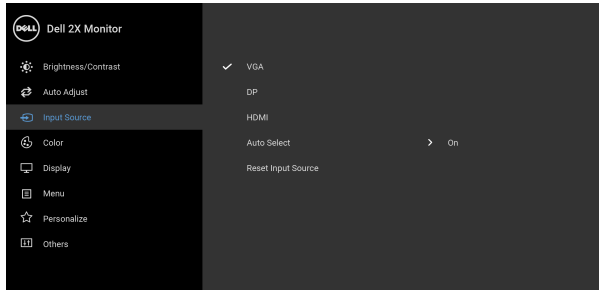 DELL Dell 2X Monitor
Brightness/Contrast
Auto Adjust
Input Source
Color
Display
Menu
Personalize
Others
VGA
DP
HDMI
Auto Select On
Reset Input Source